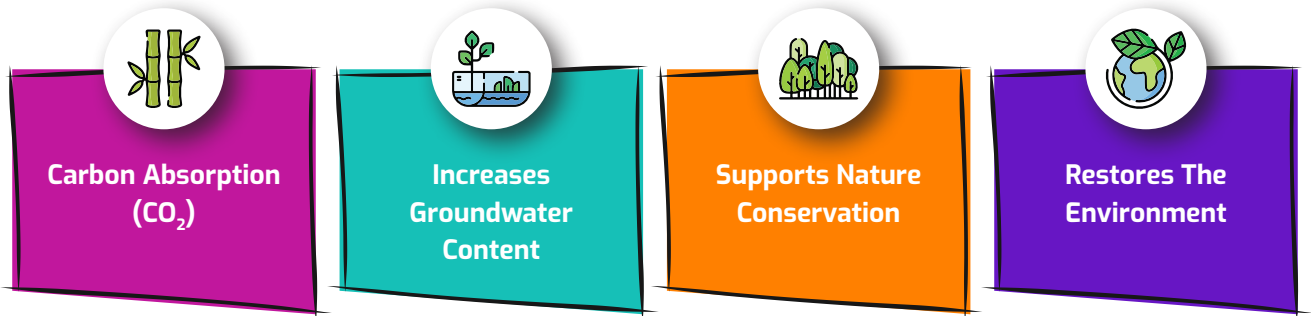 Carbon Absorption
(CO₂)
Increases
Groundwater
Content
Supports Nature
Conservation
Restores The
Environment